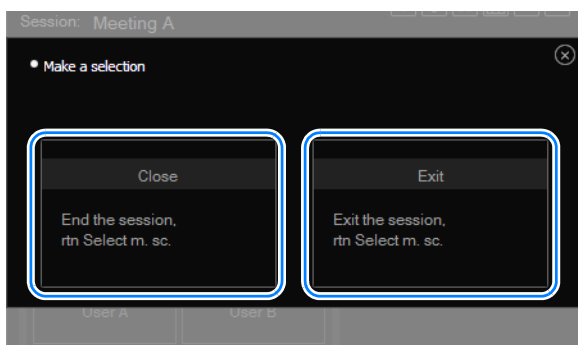 Session: Meeting A
Make a selection
Close
End the session,
rtn Select m. sc.
Exit
Exit the session,
rtn Select m. sc.
User A
User B